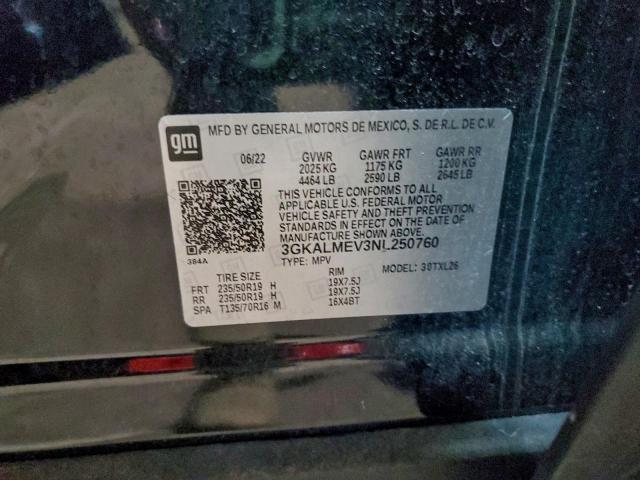 gm MFD BY GENERAL MOTORS DE MEXICO, S. DE R.L. DE C.V.
06/22 GVWR GAWR FRT GAWR RR
2025 KG 1175 KG 1200 KG
4464 LB 2590 LB 2645 LB
THIS VEHICLE CONFORMS TO ALL
APPLICABLE U.S. FEDERAL MOTOR
VEHICLE SAFETY AND THEFT PREVENTION
STANDARDS IN EFFECT ON THE DATE OF
MANUFACTURE SHOWN ABOVE.
3GKALMEV3NL250760
384A
TYPE: MPV MODEL: 3DTXL26
TIRE SIZE RIM
FRT 235/50R19 H 19X7.5J
RR 235/50R19 H 19X7.5J
SPA T135/70R16 M 16X4BT